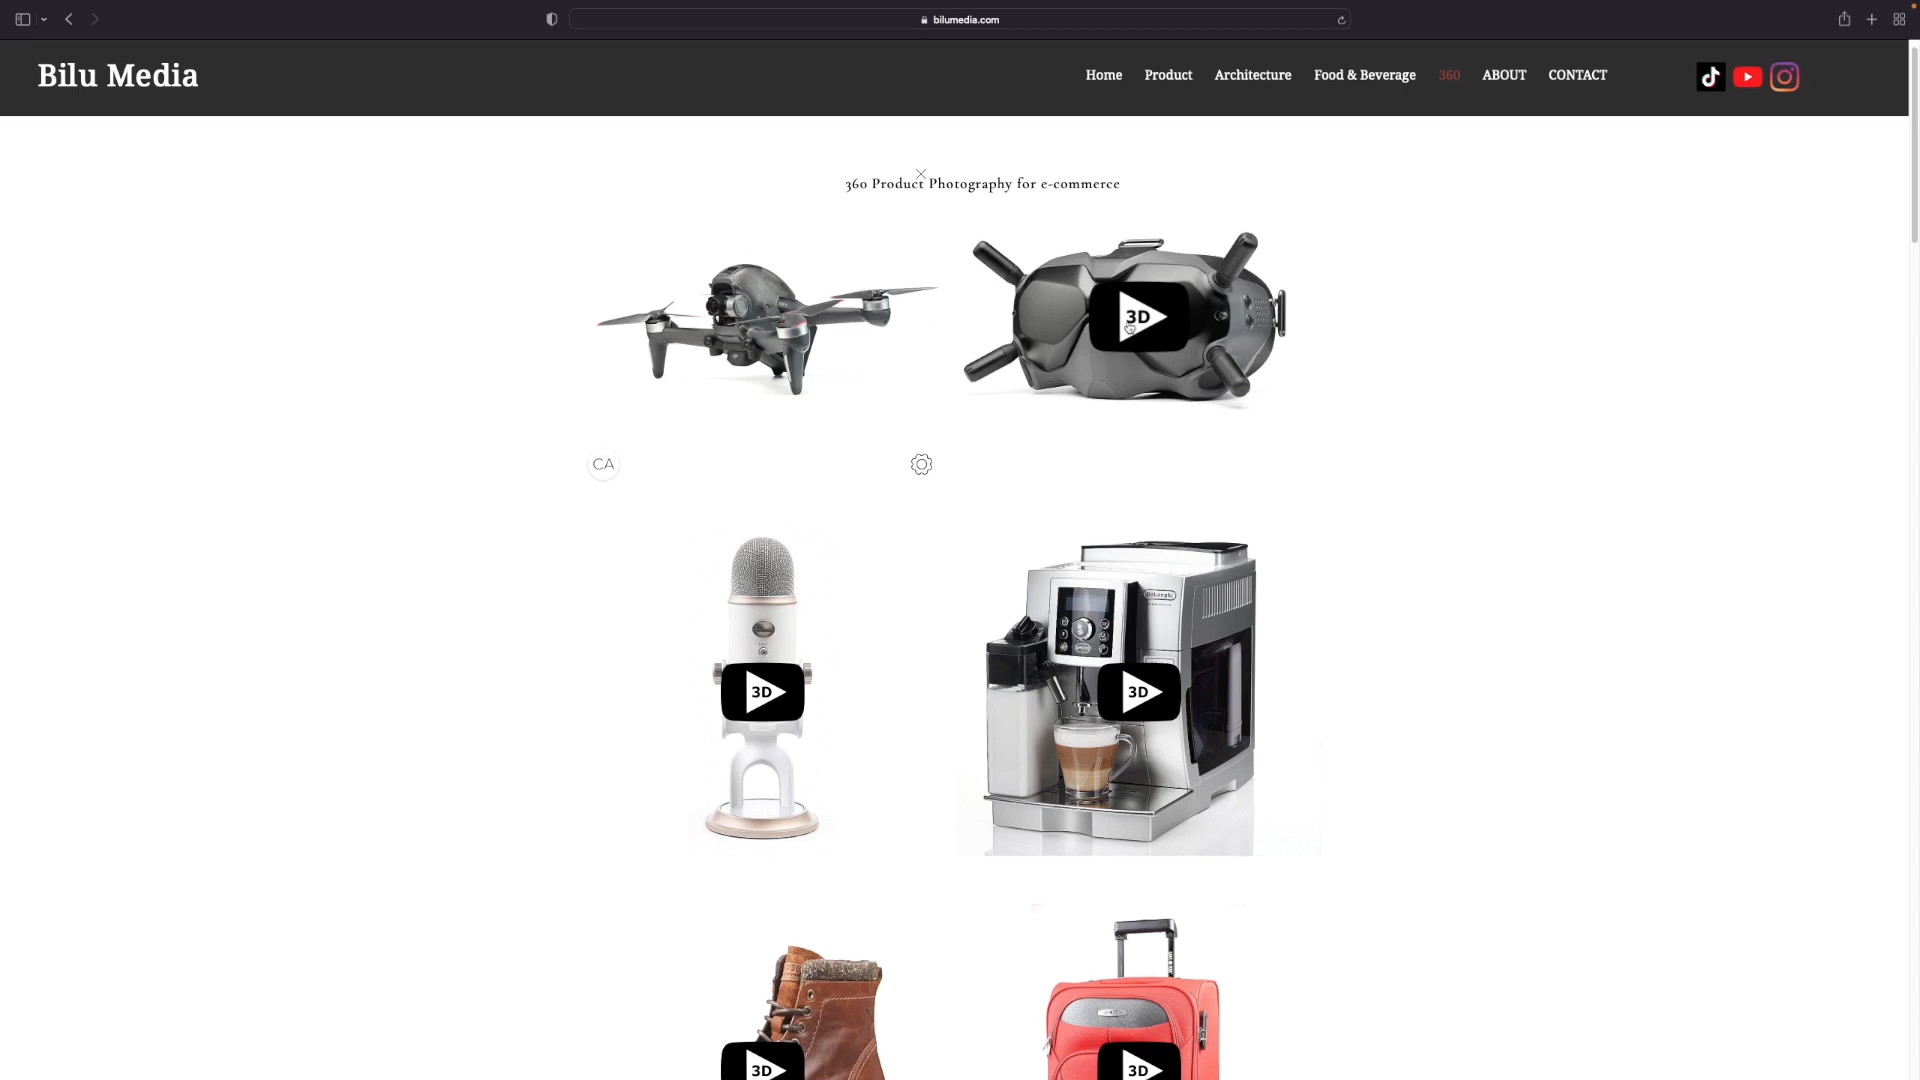 bilumedia.com
Bilu Media
Home
Product
Architecture
Food & Beverage
360
ABOUT
CONTACT
360 Product Photography for e-commerce
3D
CA
3D
DeLonghi
3D
3D
3D